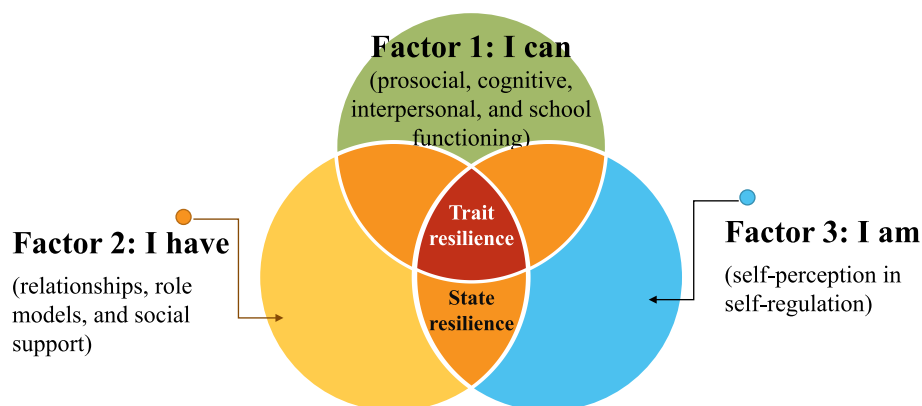 Factor 1: I can
(prosocial, cognitive,
interpersonal, and school
functioning)
Trait
resilience
Factor 2: I have
(relationships, role
models, and social
support)
Factor 3: I am
(self-perception in
self-regulation)
State
resilience